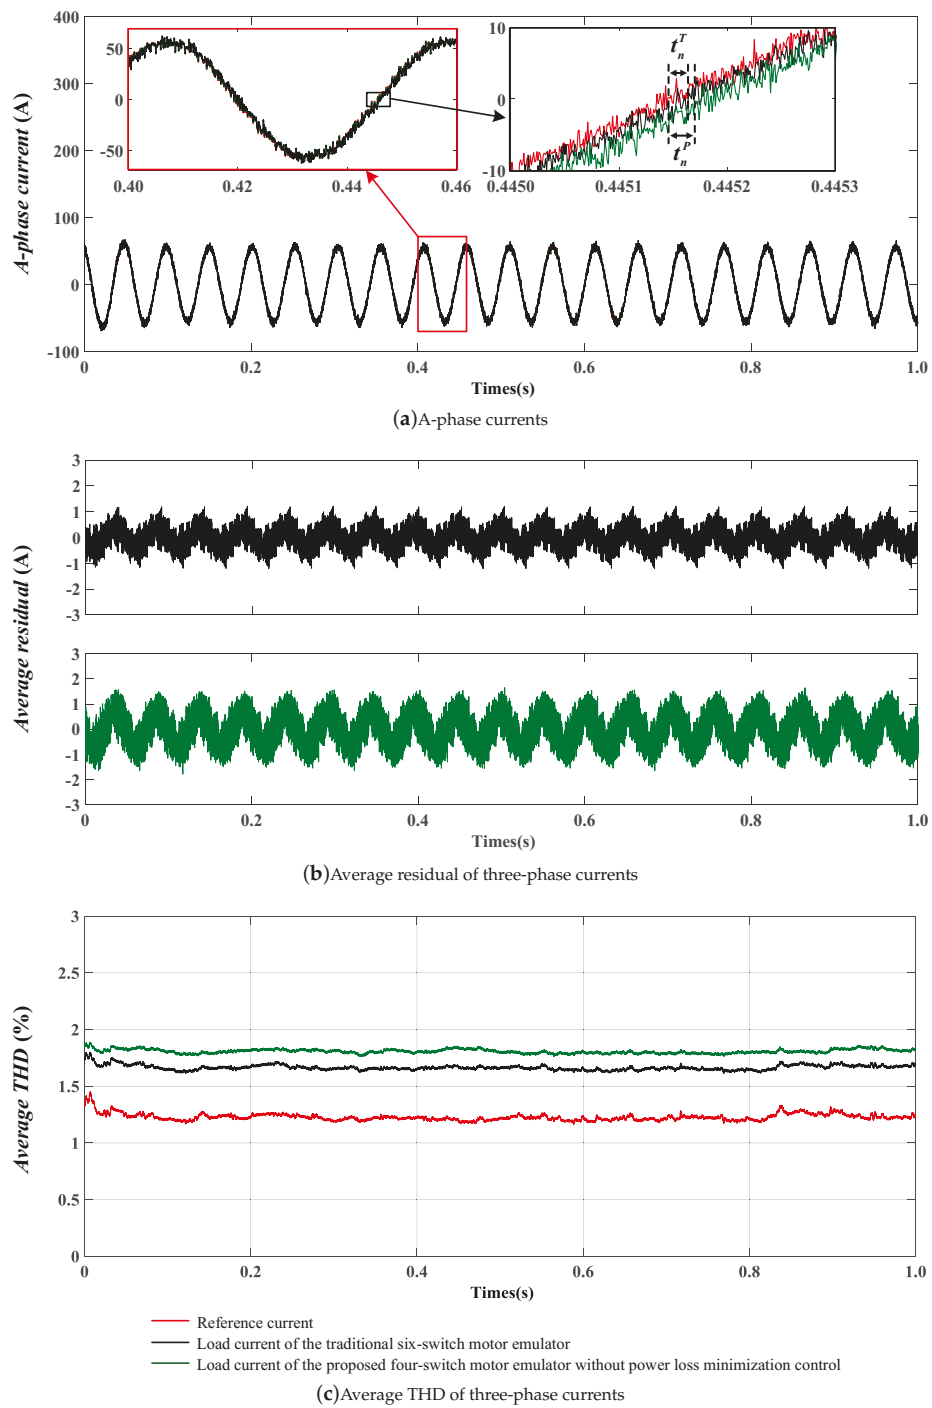 400
300
200
100
0
-100
A-phase current (A)
50
0
-50
0.40 0.42 0.44 0.46
10
0
-10
0.4450 0.4451 0.4452 0.4453
t_n^T
t_n^P
0 0.2 0.4 0.6 0.8 1.0
Times(s)
(a)A-phase currents
3
2
1
0
-1
-2
-3
Average residual (A)
3
2
1
0
-1
-2
-3
0 0.2 0.4 0.6 0.8 1.0
Times(s)
(b)Average residual of three-phase currents
3
2.5
2
1.5
1
0.5
0
Average THD (%)
0 0.2 0.4 0.6 0.8 1.0
Times(s)
Reference current
Load current of the traditional six-switch motor emulator
Load current of the proposed four-switch motor emulator without power loss minimization control
(c)Average THD of three-phase currents